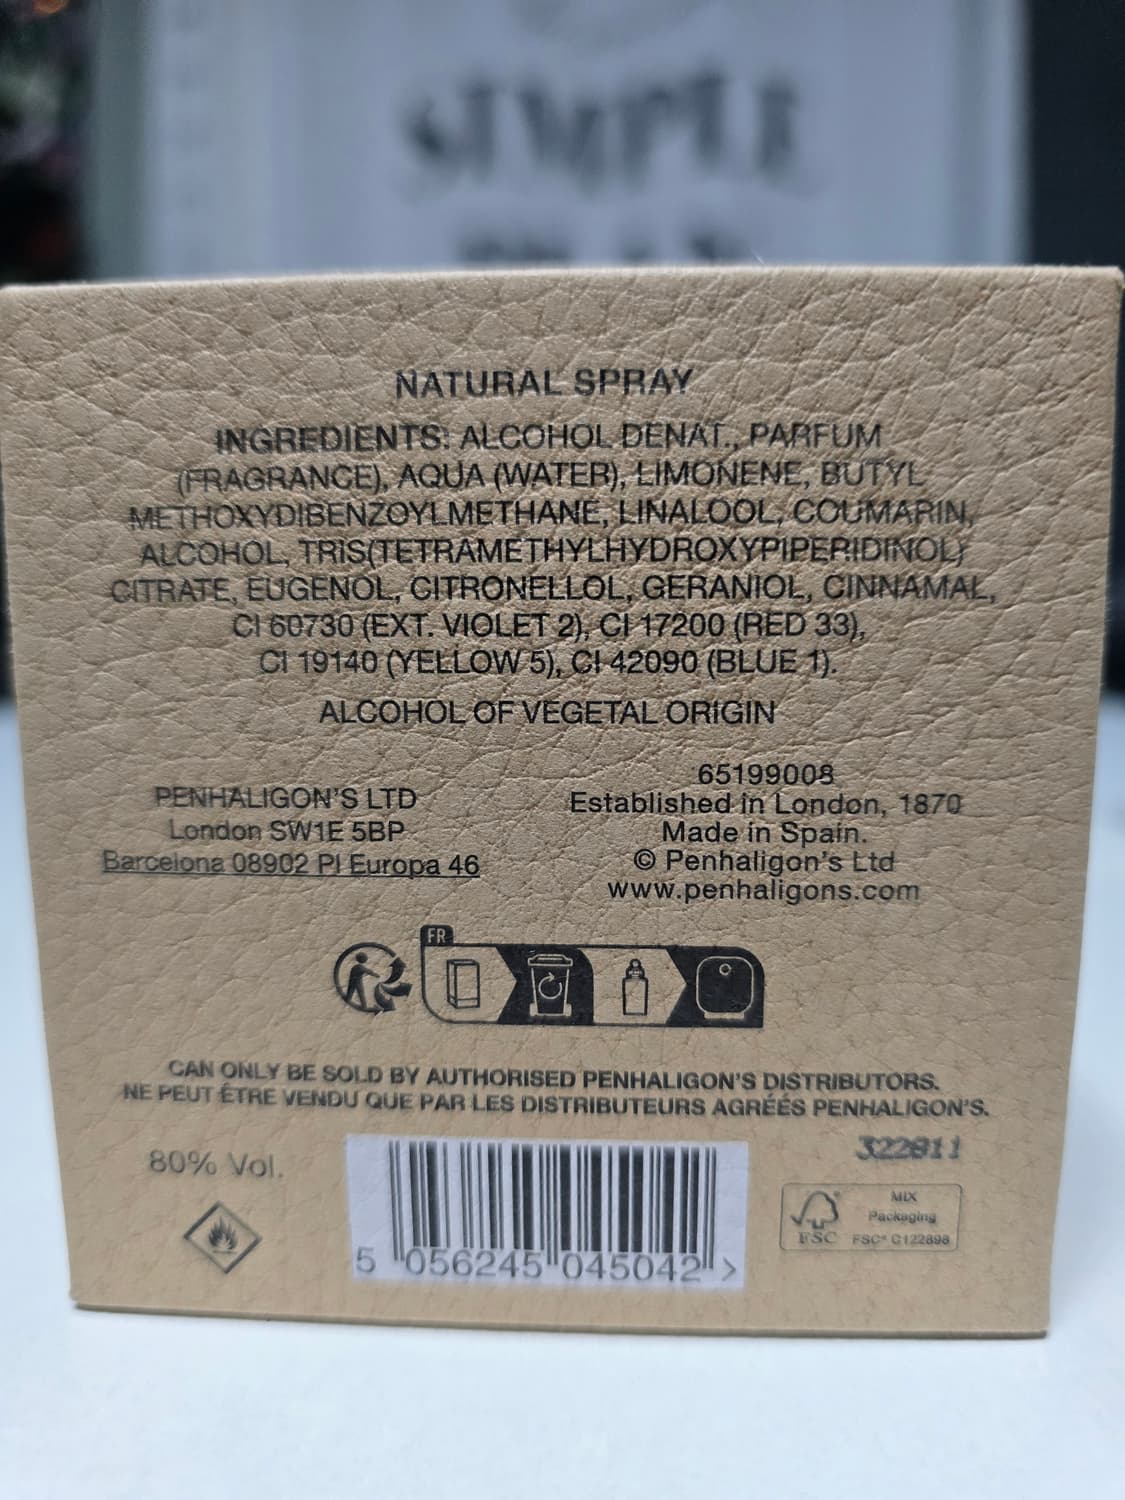 SIMPLE
NATURAL SPRAY
INGREDIENTS: ALCOHOL DENAT., PARFUM
(FRAGRANCE), AQUA (WATER), LIMONENE, BUTYL
METHOXYDIBENZOYLMETHANE, LINALOOL, COUMARIN,
ALCOHOL, TRIS(TETRAMETHYLHYDROXYPIPERIDINOL)
CITRATE, EUGENOL, CITRONELLOL, GERANIOL, CINNAMAL,
CI 60730 (EXT. VIOLET 2), CI 17200 (RED 33),
CI 19140 (YELLOW 5), CI 42090 (BLUE 1).
ALCOHOL OF VEGETAL ORIGIN
PENHALIGON'S LTD
London SW1E 5BP
Barcelona 08902 Pl Europa 46
65199008
Established in London, 1870
Made in Spain.
© Penhaligon's Ltd
www.penhaligons.com
FR
CAN ONLY BE SOLD BY AUTHORISED PENHALIGON'S DISTRIBUTORS.
NE PEUT ÊTRE VENDU QUE PAR LES DISTRIBUTEURS AGRÉÉS PENHALIGON'S.
80% Vol.
5 056245 045042 >
322811
FSC
MIX
Packaging
FSC® C122898